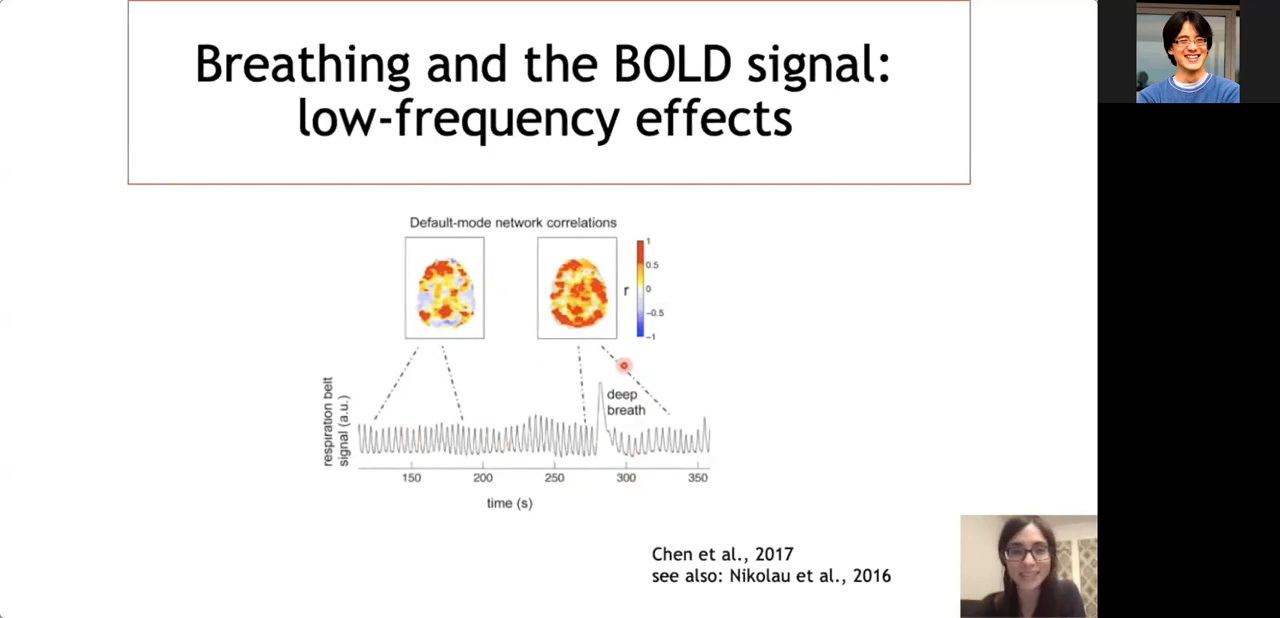 Breathing and the BOLD signal:
low-frequency effects
Default-mode network correlations
1
0.5
r
0
-0.5
-1
respiration belt
signal (a.u.)
deep
breath
150 200 250 300 350
time (s)
Chen et al., 2017
see also: Nikolau et al., 2016